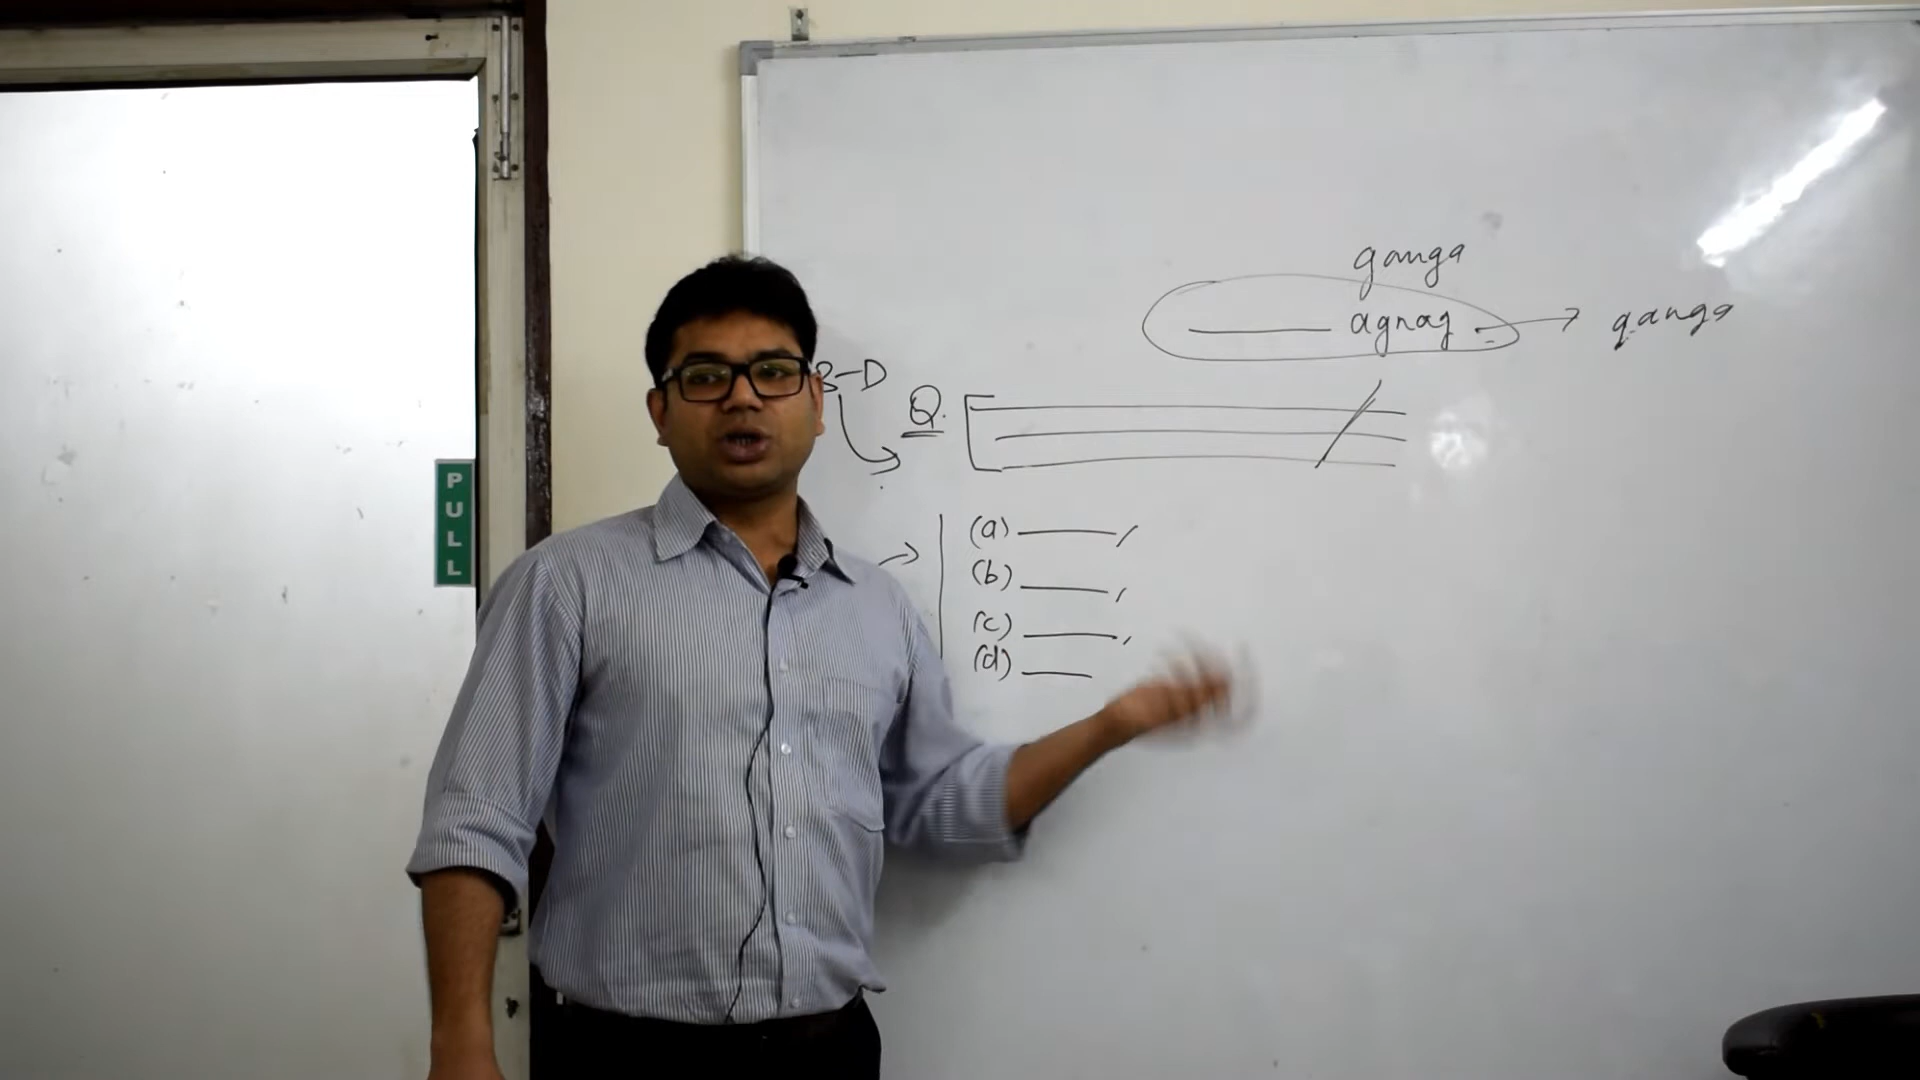 PULL
ganga
agnag → ganga
B-D
Q.
(a)
(b)
(c)
(d)